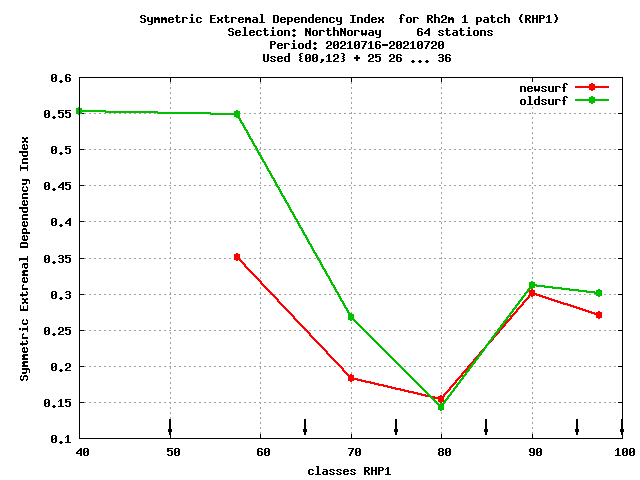 Symmetric Extremal Dependency Index  for Rh2m 1 patch (RHP1)
Selection: NorthNorway     64 stations
Period: 20210716-20210720
Used {00,12} + 25 26 ... 36
newsurf
oldsurf
Symmetric Extremal Dependency Index
0.6
0.55
0.5
0.45
0.4
0.35
0.3
0.25
0.2
0.15
0.1
40 50 60 70 80 90 100
classes RHP1